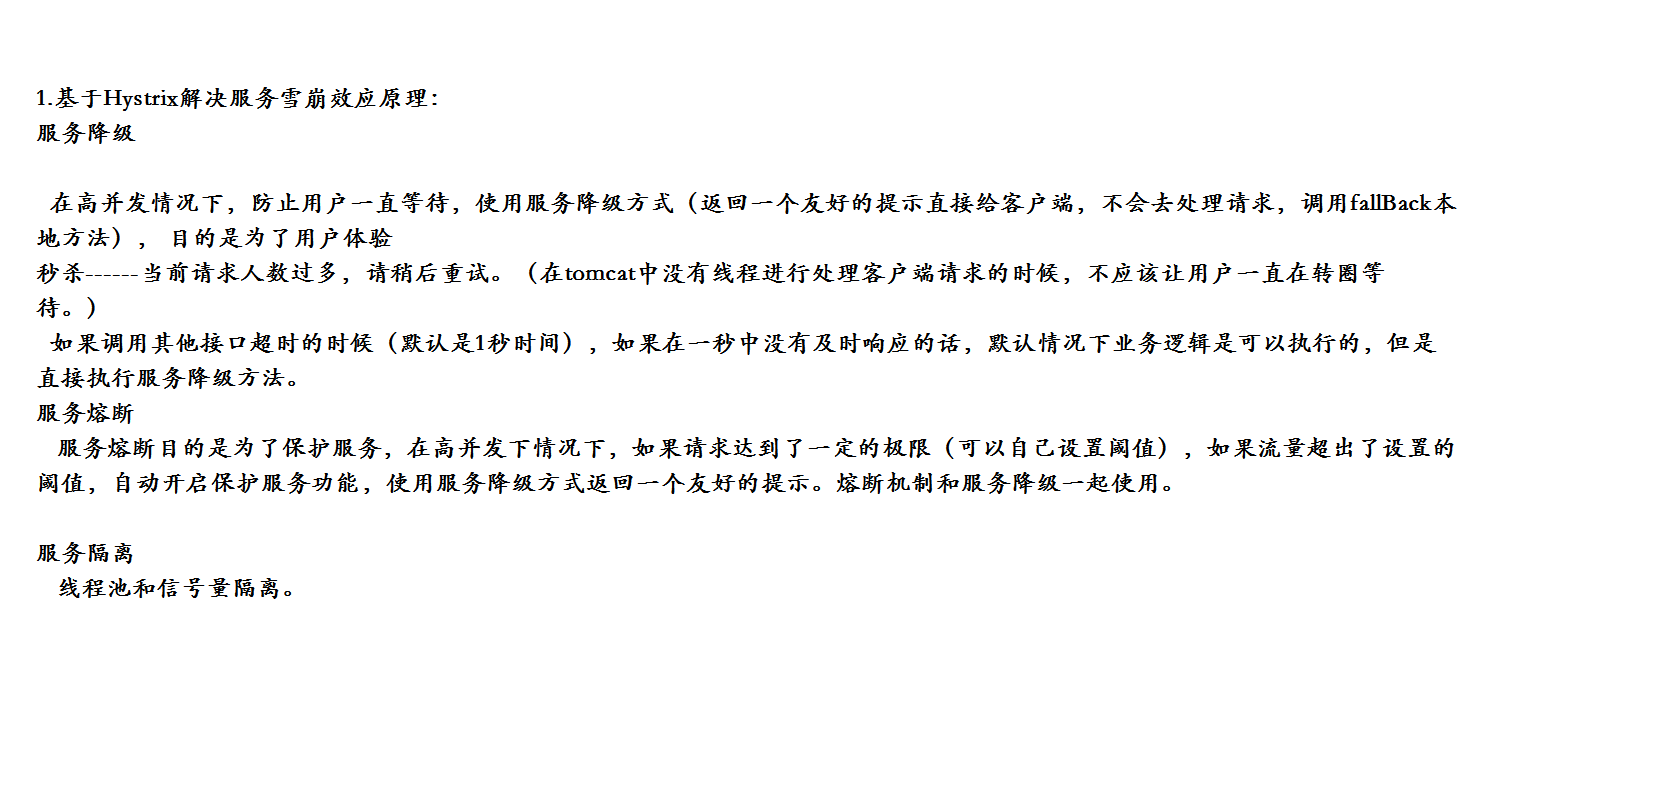 1.基于Hystrix解决服务雪崩效应原理：
服务降级
在高并发情况下，防止用户一直等待，使用服务降级方式（返回一个友好的提示直接给客户端，不会去处理请求，调用fallBack本
地方法）， 目的是为了用户体验
秒杀------当前请求人数过多，请稍后重试。（在tomcat中没有线程进行处理客户端请求的时候，不应该让用户一直在转圈等
待。）
如果调用其他接口超时的时候（默认是1秒时间），如果在一秒中没有及时响应的话，默认情况下业务逻辑是可以执行的，但是
直接执行服务降级方法。
服务熔断
服务熔断目的是为了保护服务，在高并发下情况下，如果请求达到了一定的极限（可以自己设置阈值），如果流量超出了设置的
阈值，自动开启保护服务功能，使用服务降级方式返回一个友好的提示。熔断机制和服务降级一起使用。
服务隔离
线程池和信号量隔离。